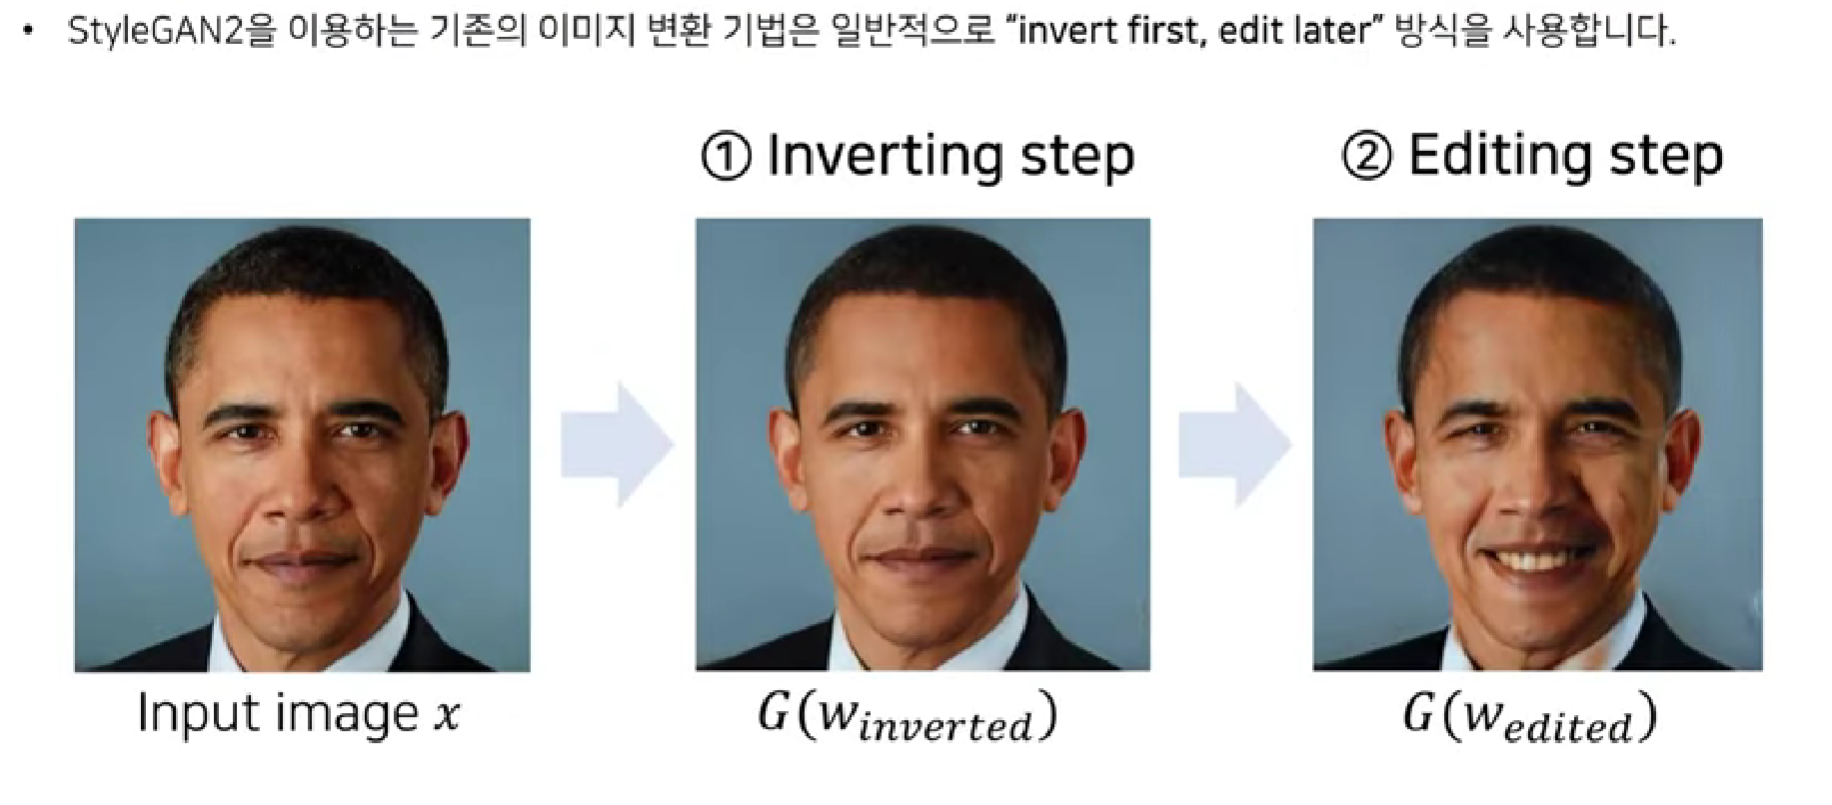 • StyleGAN2을 이용하는 기존의 이미지 변환 기법은 일반적으로 “invert first, edit later” 방식을 사용합니다.
① Inverting step
② Editing step
Input image x
G(w_inverted)
G(w_edited)